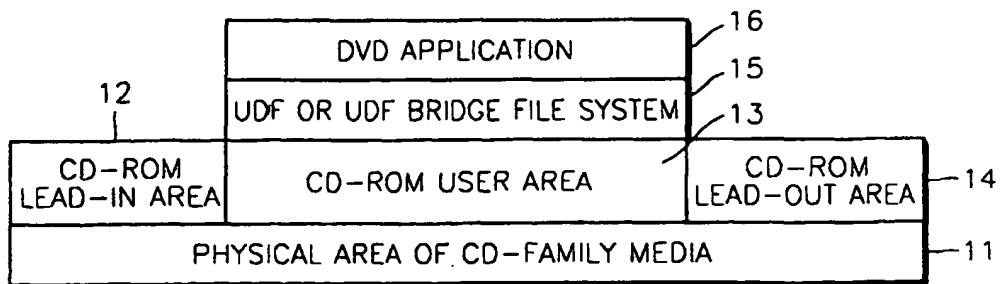 DVD APPLICATION
16
UDF OR UDF BRIDGE FILE SYSTEM
15
12
13
CD-ROM
LEAD-IN AREA
CD-ROM USER AREA
CD-ROM
LEAD-OUT AREA
14
PHYSICAL AREA OF CD-FAMILY MEDIA
11